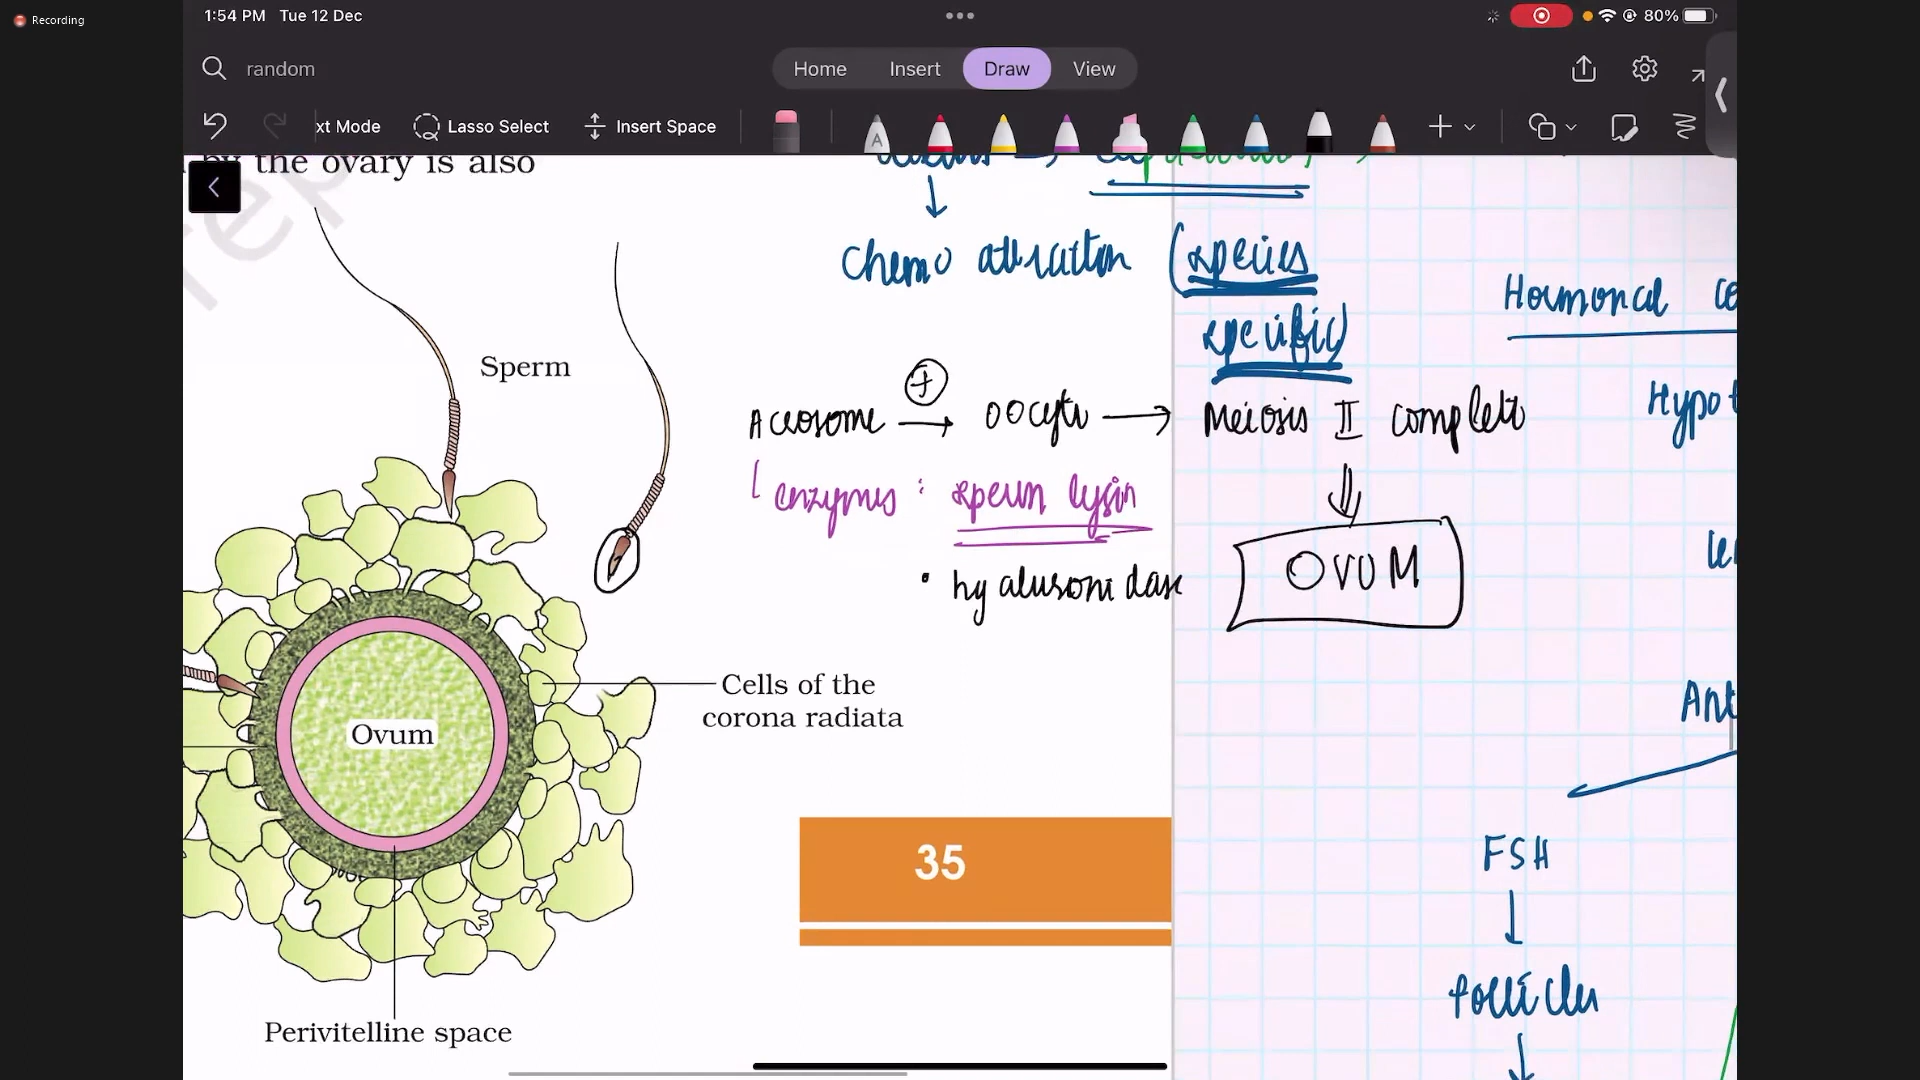 Recording
1:54 PM Tue 12 Dec
80%
random
Home
Insert
Draw
View
xt Mode
Lasso Select
Insert Space
by the ovary is also
Chemo attraction (species
specific)
Hormonal
Sperm
Acrosome → oocyte → Meiosis II complete
enzymes : sperm lysin
• hyaluronidase
OVUM
Cells of the
corona radiata
Ovum
35
FSH
follicles
Perivitelline space